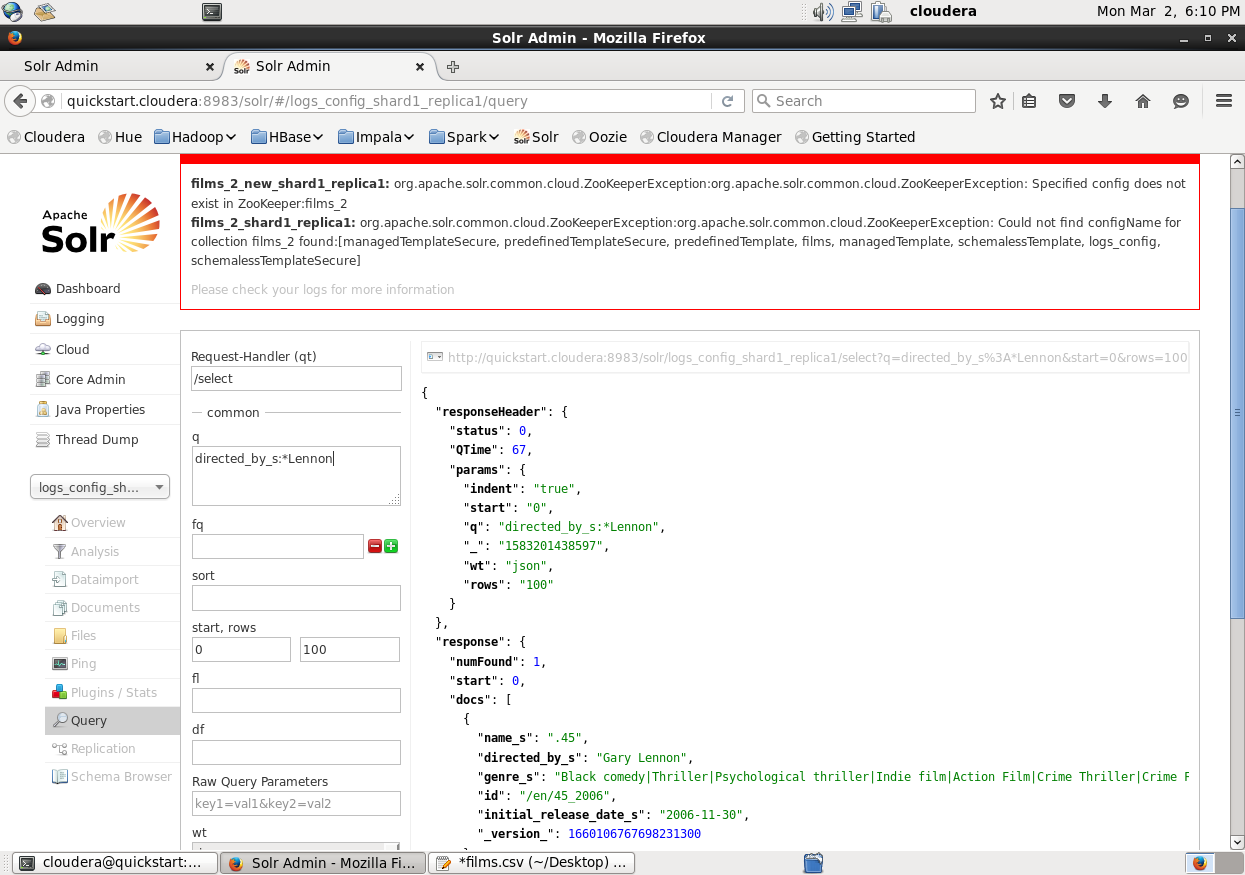 cloudera
Mon Mar 2, 6:10 PM
Solr Admin - Mozilla Firefox
Solr Admin
Solr Admin
quickstart.cloudera:8983/solr/#/logs_config_shard1_replica1/query
Search
Cloudera
Hue
Hadoop
HBase
Impala
Spark
Solr
Solr
Oozie
Cloudera Manager
Getting Started
films_2_new_shard1_replica1: org.apache.solr.common.cloud.ZooKeeperException:org.apache.solr.common.cloud.ZooKeeperException: Specified config does not
exist in ZooKeeper:films_2
films_2_shard1_replica1: org.apache.solr.common.cloud.ZooKeeperException:org.apache.solr.common.cloud.ZooKeeperException: Could not find configName for
collection films_2 found:[managedTemplateSecure, predefinedTemplateSecure, predefinedTemplate, films, managedTemplate, schemalessTemplate, logs_config,
schemalessTemplateSecure]
Please check your logs for more information
Apache
Solr
Dashboard
Logging
Cloud
Core Admin
Java Properties
Thread Dump
logs_config_sh...
Overview
Analysis
Dataimport
Documents
Files
Ping
Plugins / Stats
Query
Replication
Schema Browser
Request-Handler (qt)
/select
common
q
directed_by_s:*Lennon
fq
sort
start, rows
0
100
fl
df
Raw Query Parameters
key1=val1&key2=val2
wt
http://quickstart.cloudera:8983/solr/logs_config_shard1_replica1/select?q=directed_by_s%3A*Lennon&start=0&rows=100
{
"responseHeader": {
"status": 0,
"QTime": 67,
"params": {
"indent": "true",
"start": "0",
"q": "directed_by_s:*Lennon",
"_": "1583201438597",
"wt": "json",
"rows": "100"
}
},
"response": {
"numFound": 1,
"start": 0,
"docs": [
{
"name_s": ".45",
"directed_by_s": "Gary Lennon",
"genre_s": "Black comedy|Thriller|Psychological thriller|Indie film|Action Film|Crime Thriller|Crime F
"id": "/en/45_2006",
"initial_release_date_s": "2006-11-30",
"_version_": 1660106767698231300
cloudera@quickstart:...
Solr Admin - Mozilla Fi...
*films.csv (~/Desktop) ...